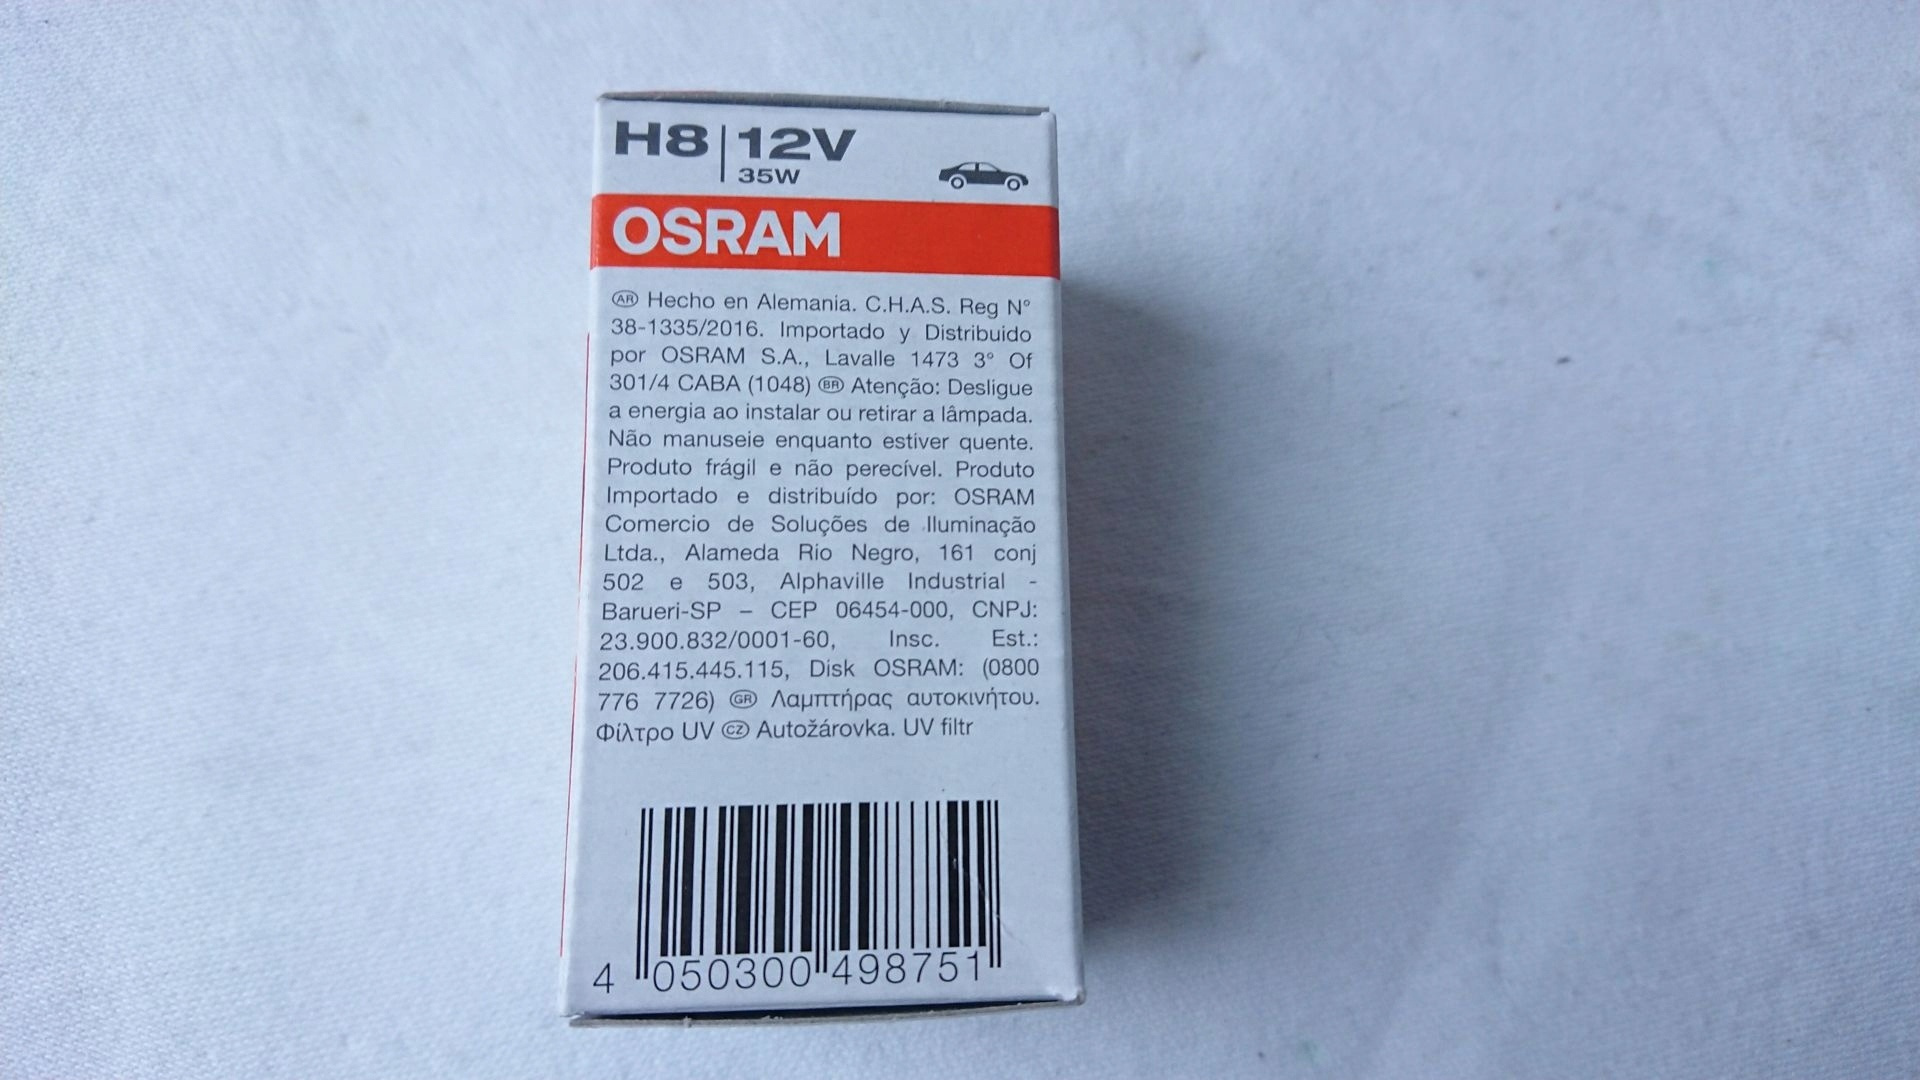 H8 12V
35W
OSRAM
AR Hecho en Alemania. C.H.A.S. Reg N°
38-1335/2016. Importado y Distribuido
por OSRAM S.A., Lavalle 1473 3° Of
301/4 CABA (1048) BR Atenção: Desligue
a energia ao instalar ou retirar a lâmpada.
Não manuseie enquanto estiver quente.
Produto frágil e não perecível. Produto
Importado e distribuído por: OSRAM
Comercio de Soluções de Iluminação
Ltda., Alameda Rio Negro, 161 conj
502 e 503, Alphaville Industrial -
Barueri-SP – CEP 06454-000, CNPJ:
23.900.832/0001-60, Insc. Est.:
206.415.445.115, Disk OSRAM: (0800
776 7726) GR Λαμπτήρας αυτοκινήτου.
Φίλτρο UV CZ Autožárovka. UV filtr
4 050300 498751